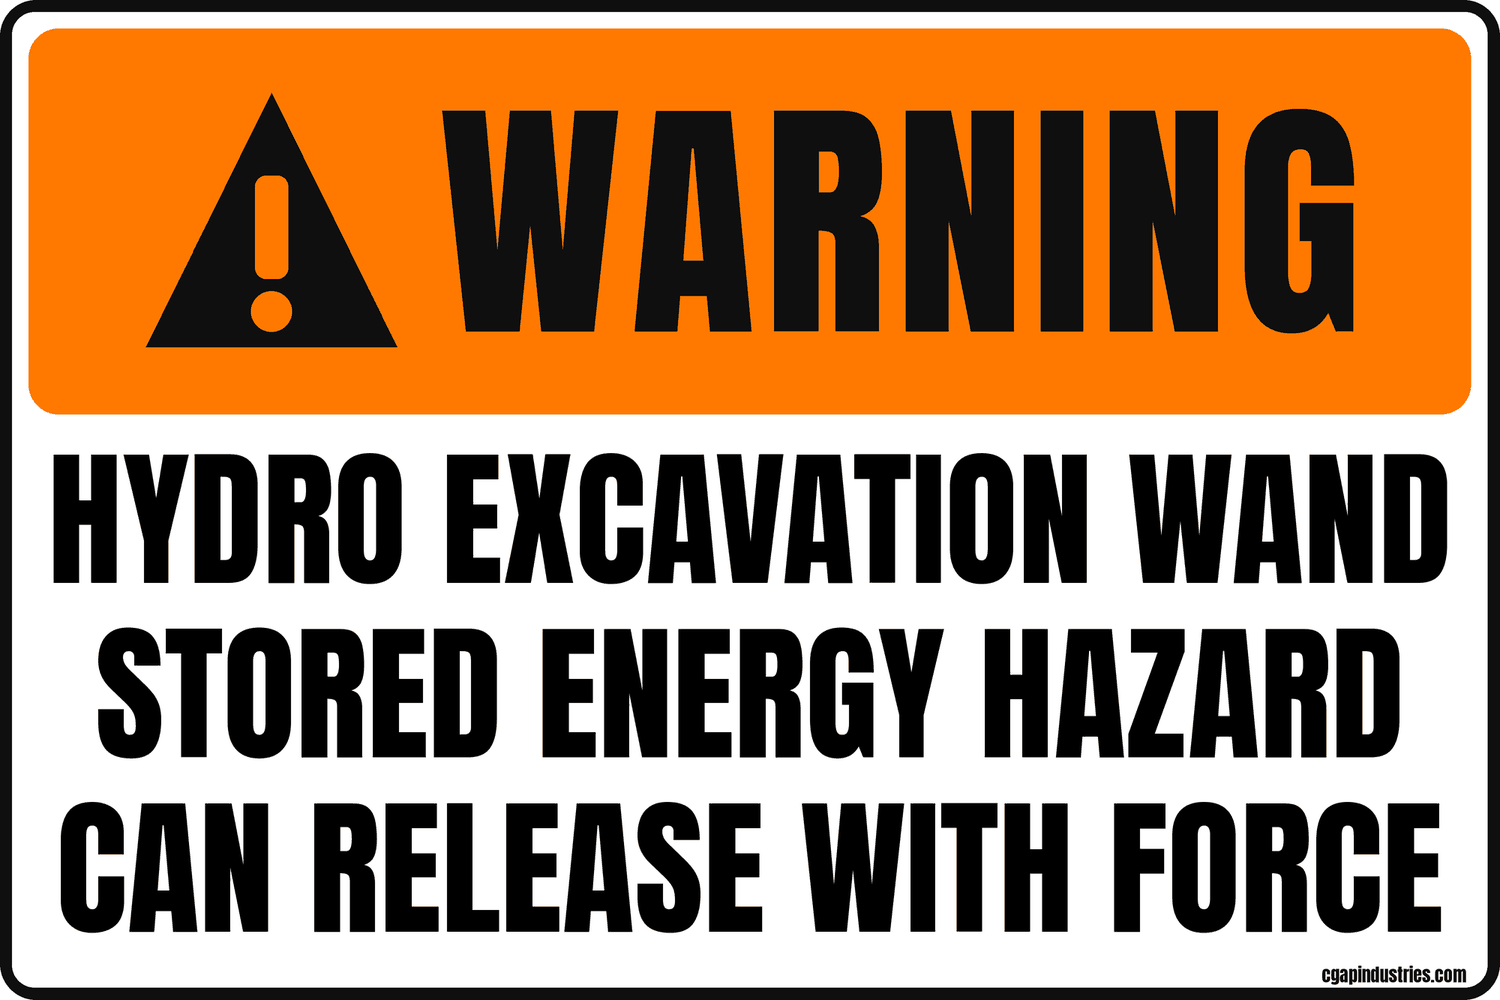 WARNING
HYDRO EXCAVATION WAND
STORED ENERGY HAZARD
CAN RELEASE WITH FORCE
cgapindustries.com